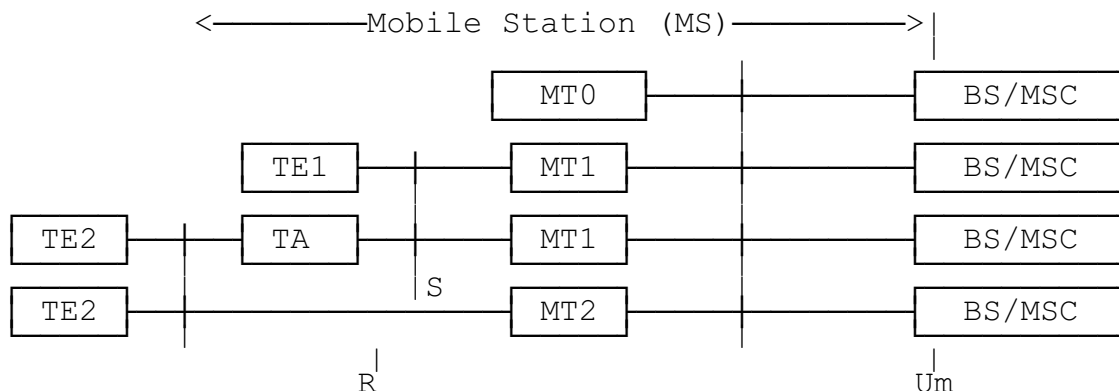 Mobile Station (MS)
MT0 BS/MSC
TE1 MT1 BS/MSC
TE2 TA MT1 BS/MSC
S
TE2 MT2 BS/MSC
R Um